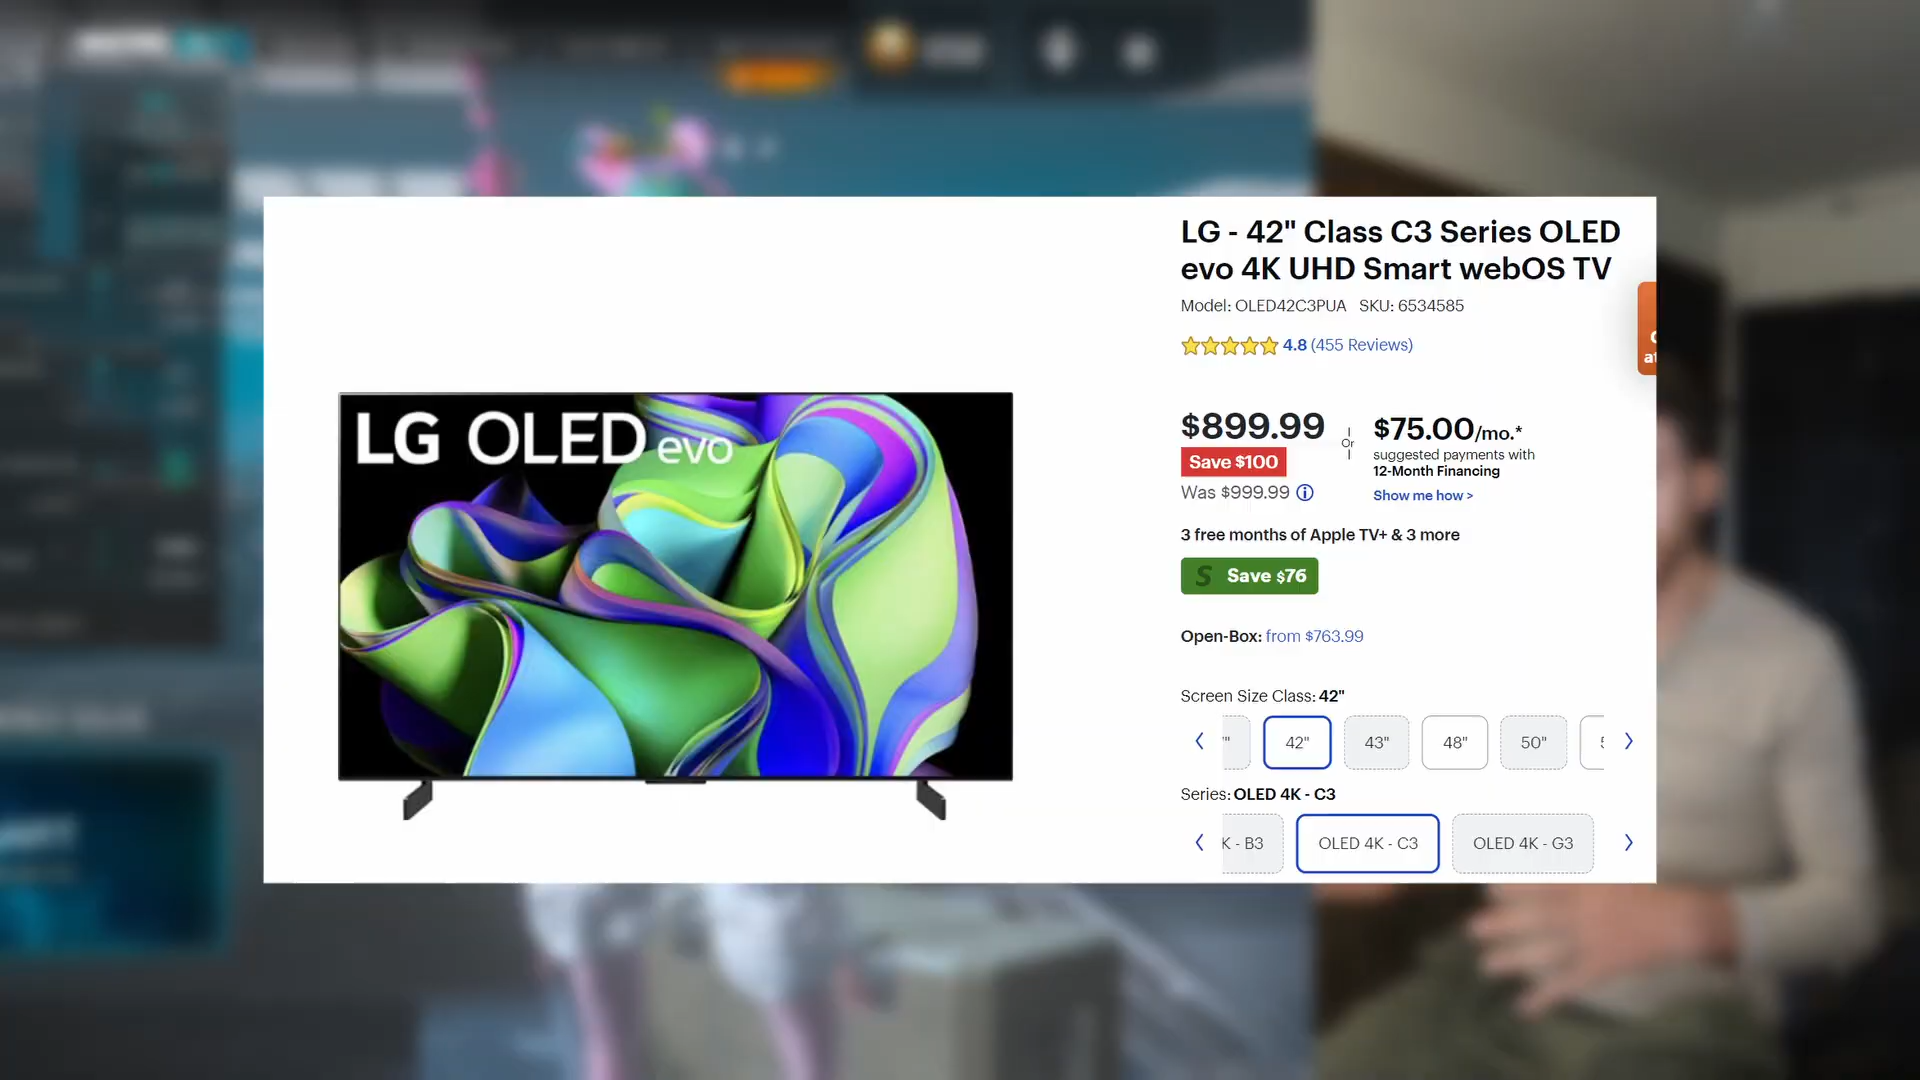 LG - 42" Class C3 Series OLED
evo 4K UHD Smart webOS TV
Model: OLED42C3PUA SKU: 6534585
4.8 (455 Reviews)
LG OLED evo
$899.99
Save $100
Was $999.99
Or
$75.00/mo.*
suggested payments with
12-Month Financing
Show me how >
3 free months of Apple TV+ & 3 more
S Save $76
Open-Box: from $763.99
Screen Size Class: 42"
42" 43" 48" 50"
Series: OLED 4K - C3
K - B3 OLED 4K - C3 OLED 4K - G3